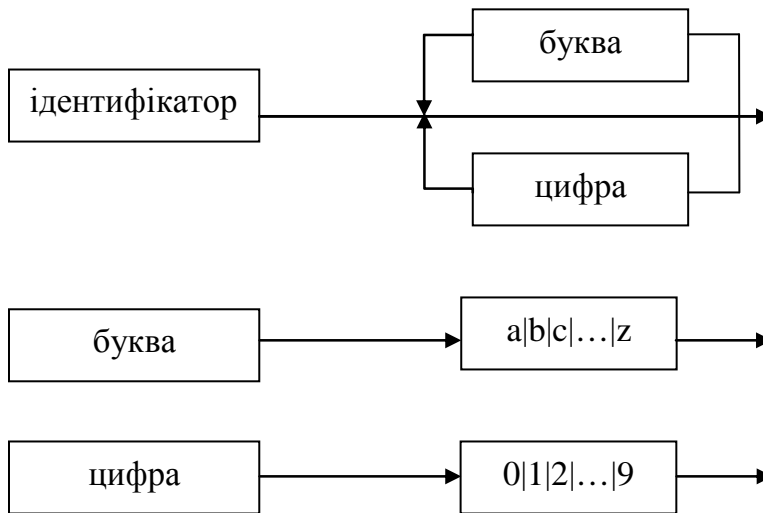 буква
ідентифікатор
цифра
буква
a|b|c|…|z
цифра
0|1|2|…|9